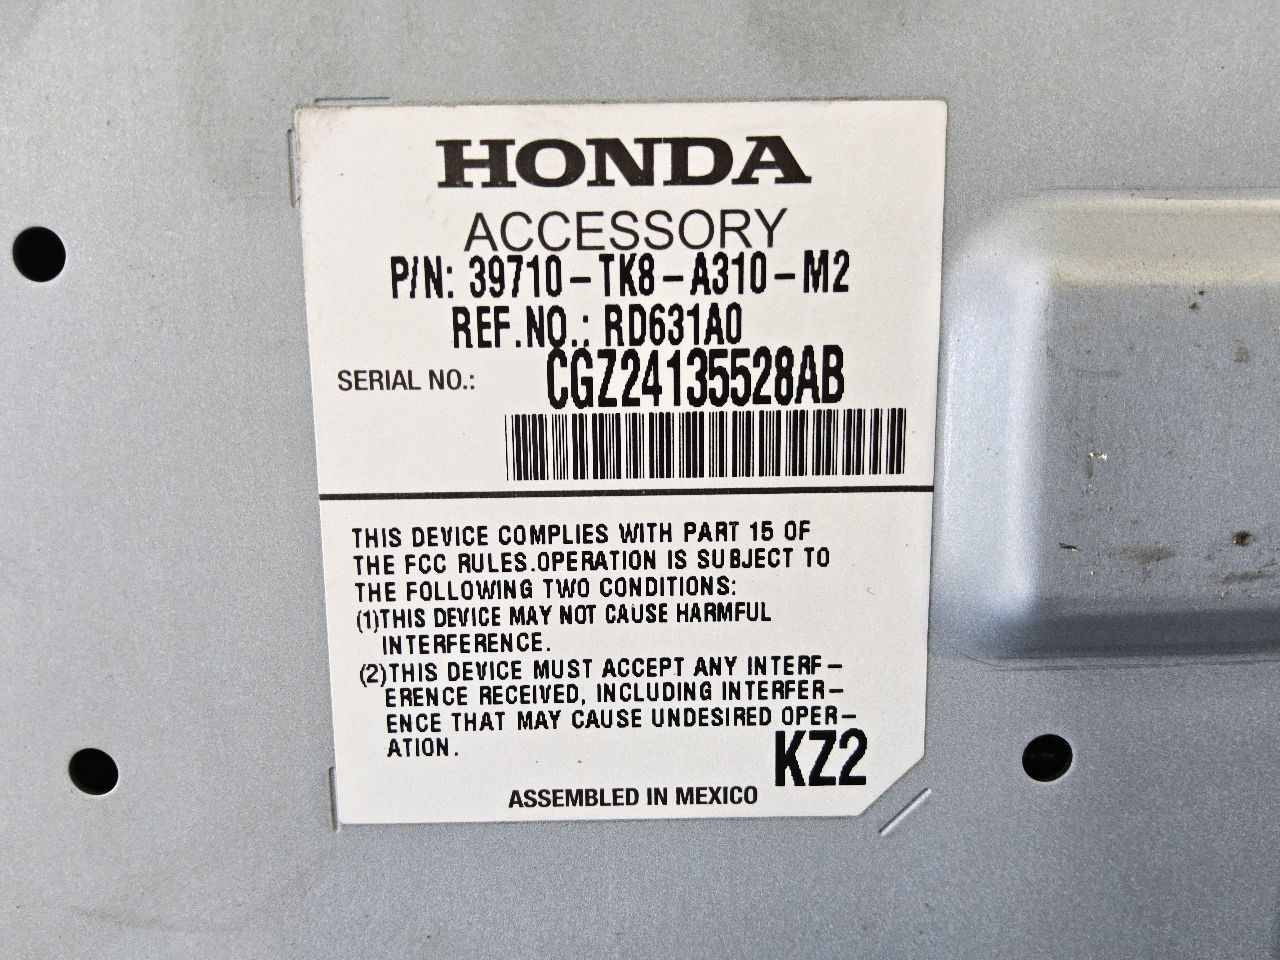 HONDA
ACCESSORY
P/N: 39710-TK8-A310-M2
REF.NO.: RD631A0
SERIAL NO.: CGZ24135528AB
THIS DEVICE COMPLIES WITH PART 15 OF
THE FCC RULES.OPERATION IS SUBJECT TO
THE FOLLOWING TWO CONDITIONS:
(1)THIS DEVICE MAY NOT CAUSE HARMFUL
INTERFERENCE.
(2)THIS DEVICE MUST ACCEPT ANY INTERF-
ERENCE RECEIVED, INCLUDING INTERFER-
ENCE THAT MAY CAUSE UNDESIRED OPER-
ATION.
KZ2
ASSEMBLED IN MEXICO